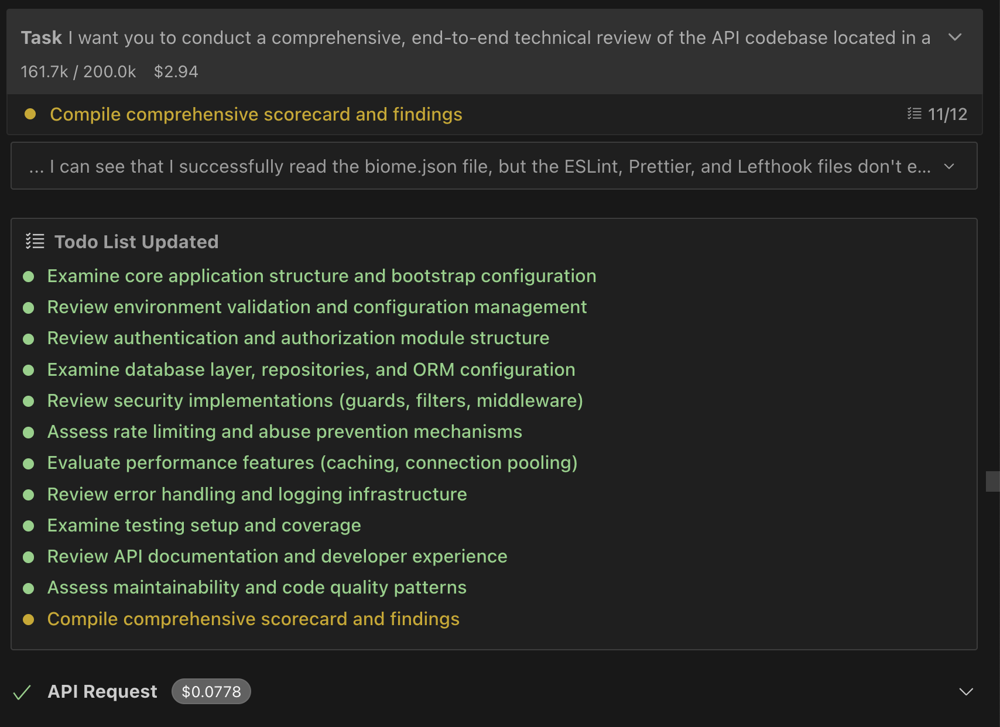 Task I want you to conduct a comprehensive, end-to-end technical review of the API codebase located in a
161.7k / 200.0k $2.94
Compile comprehensive scorecard and findings 11/12
... I can see that I successfully read the biome.json file, but the ESLint, Prettier, and Lefthook files don't e...
Todo List Updated
Examine core application structure and bootstrap configuration
Review environment validation and configuration management
Review authentication and authorization module structure
Examine database layer, repositories, and ORM configuration
Review security implementations (guards, filters, middleware)
Assess rate limiting and abuse prevention mechanisms
Evaluate performance features (caching, connection pooling)
Review error handling and logging infrastructure
Examine testing setup and coverage
Review API documentation and developer experience
Assess maintainability and code quality patterns
Compile comprehensive scorecard and findings
API Request $0.0778